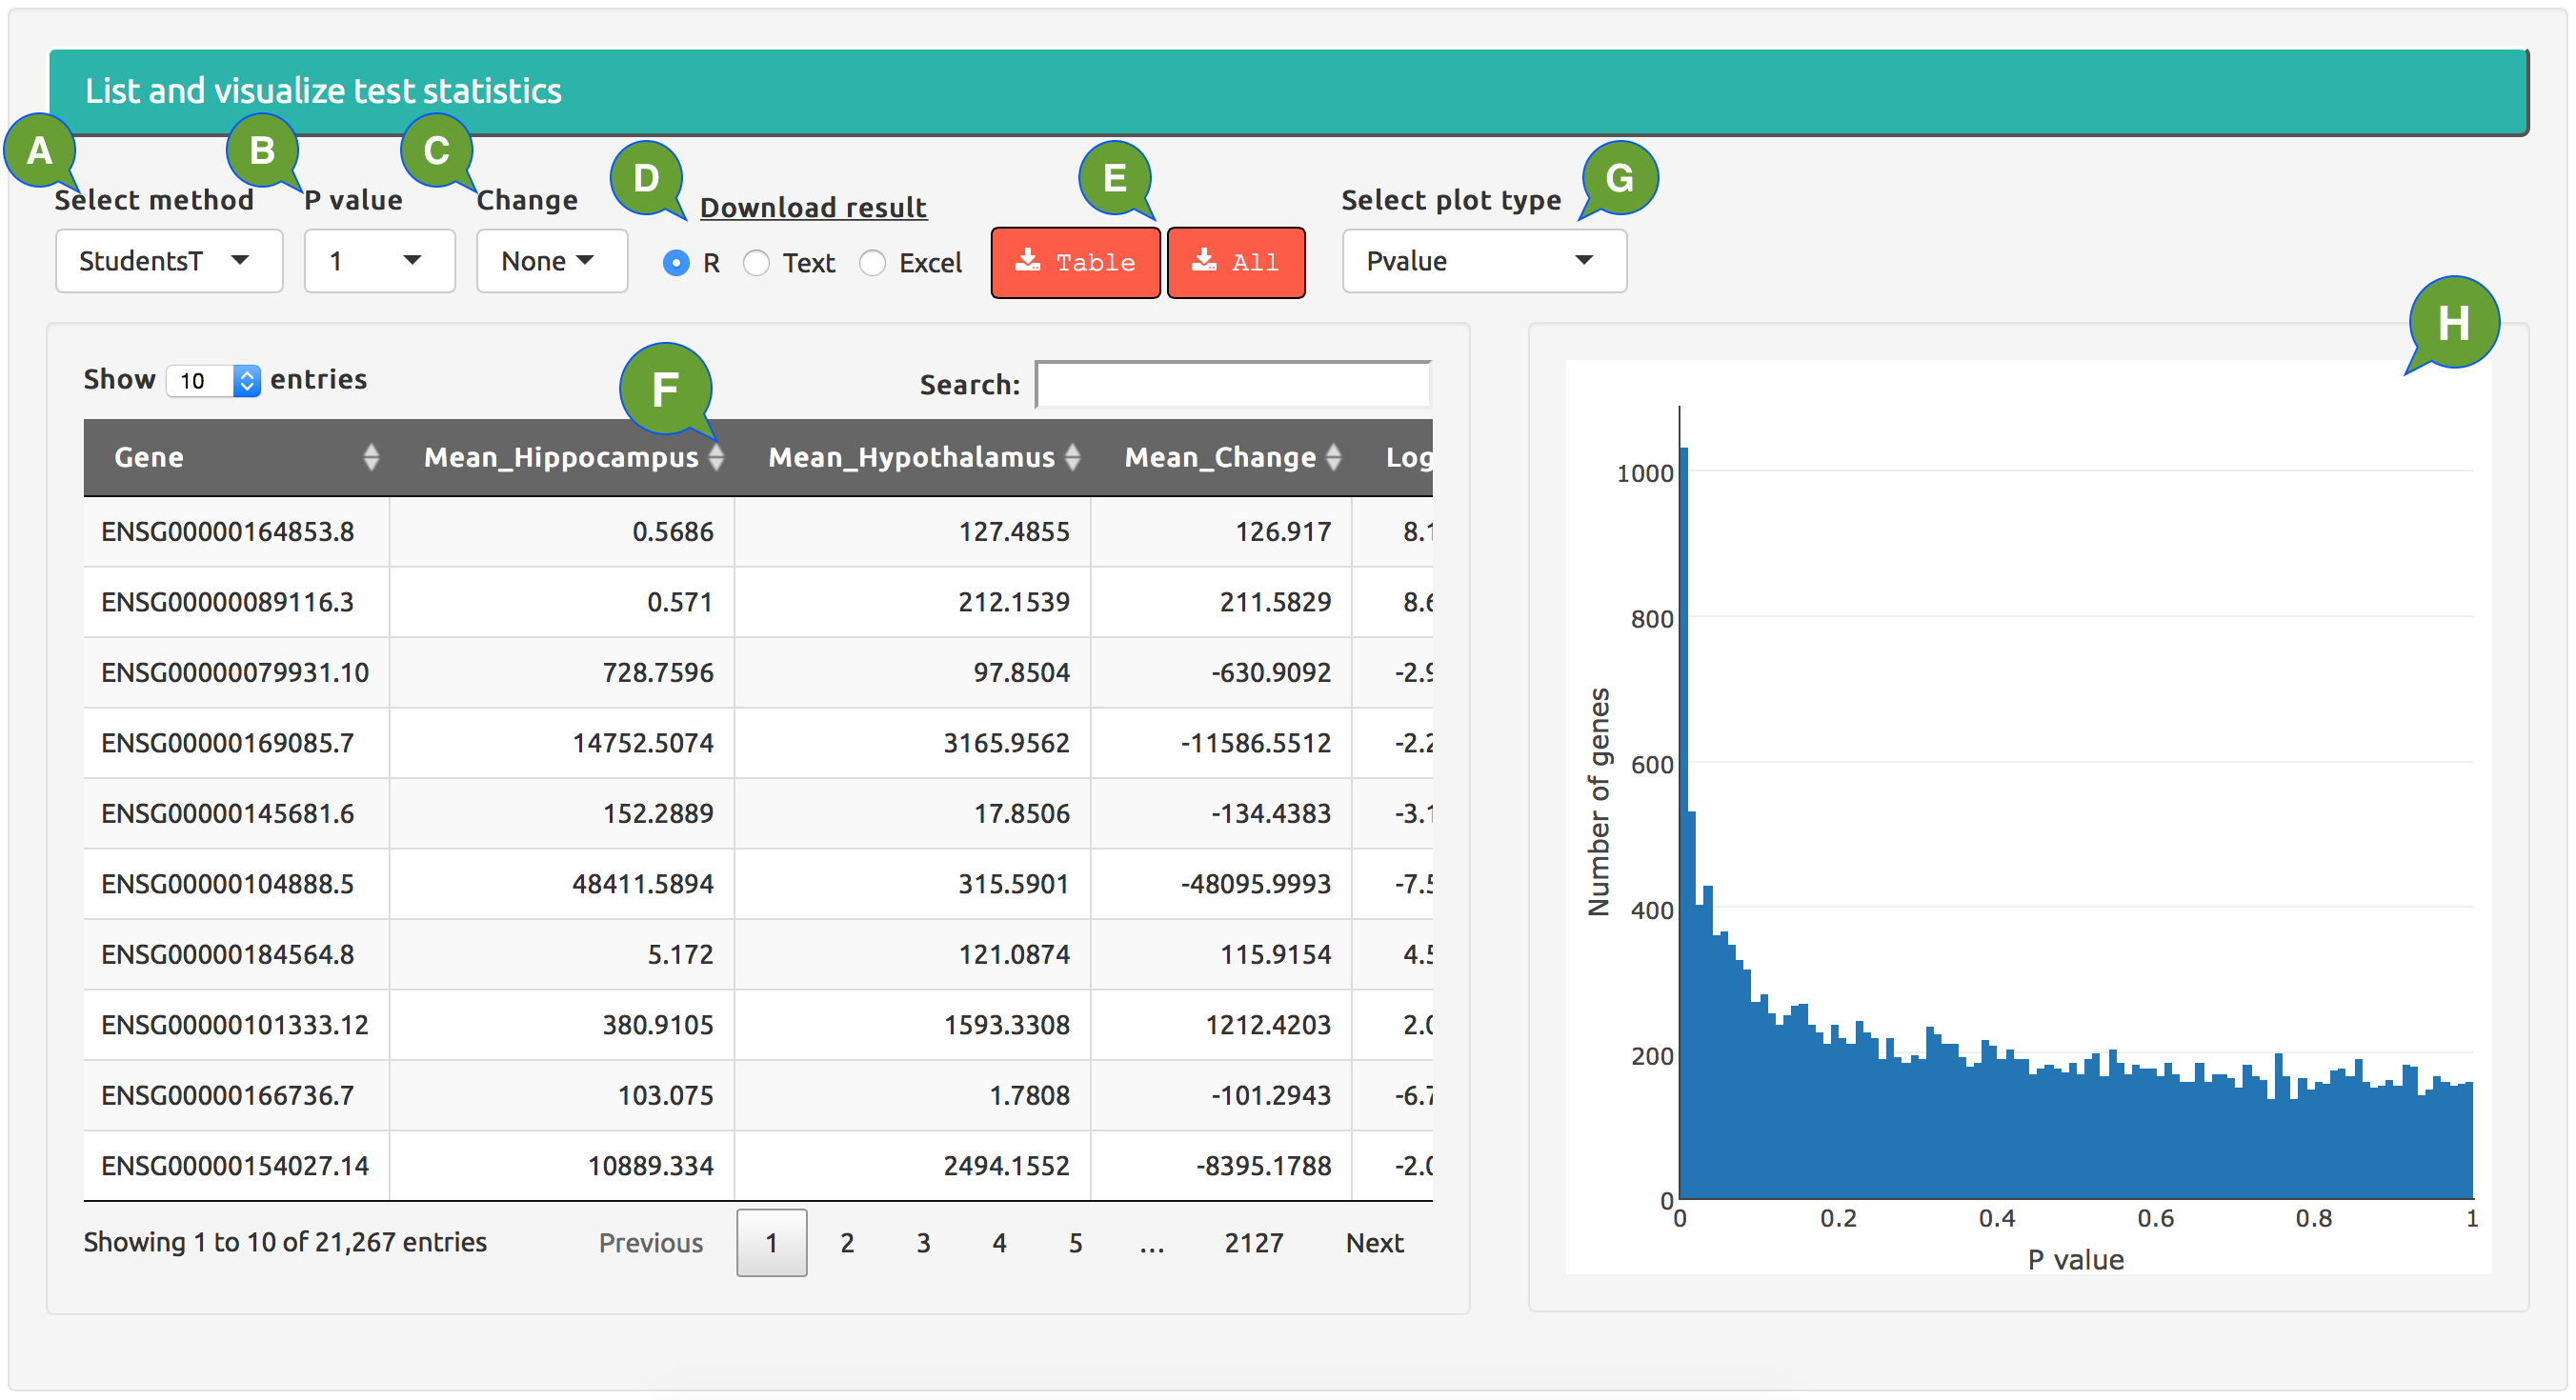 List and visualize test statistics
A B C D E G
Select method P value Change Download result Select plot type
StudentsT 1 None R Text Excel Table All Pvalue
H
Show 10 entries F Search:
Gene Mean_Hippocampus Mean_Hypothalamus Mean_Change Log
ENSG00000164853.8 0.5686 127.4855 126.917 8.1
ENSG00000089116.3 0.571 212.1539 211.5829 8.6
ENSG00000079931.10 728.7596 97.8504 -630.9092 -2.9
ENSG00000169085.7 14752.5074 3165.9562 -11586.5512 -2.2
ENSG00000145681.6 152.2889 17.8506 -134.4383 -3.1
ENSG00000104888.5 48411.5894 315.5901 -48095.9993 -7.5
ENSG00000184564.8 5.172 121.0874 115.9154 4.5
ENSG00000101333.12 380.9105 1593.3308 1212.4203 2.0
ENSG00000166736.7 103.075 1.7808 -101.2943 -6.7
ENSG00000154027.14 10889.334 2494.1552 -8395.1788 -2.0
Showing 1 to 10 of 21,267 entries Previous 1 2 3 4 5 ... 2127 Next
Number of genes
1000
800
600
400
200
0
0 0.2 0.4 0.6 0.8 1
P value